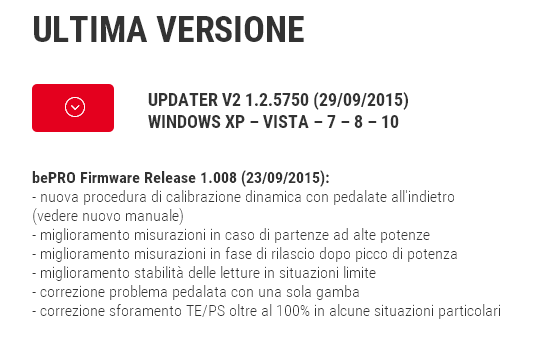 ULTIMA VERSIONE
UPDATER V2 1.2.5750 (29/09/2015)
WINDOWS XP – VISTA – 7 – 8 – 10
bePRO Firmware Release 1.008 (23/09/2015):
- nuova procedura di calibrazione dinamica con pedalate all'indietro
(vedere nuovo manuale)
- miglioramento misurazioni in caso di partenze ad alte potenze
- miglioramento misurazioni in fase di rilascio dopo picco di potenza
- miglioramento stabilità delle letture in situazioni limite
- correzione problema pedalata con una sola gamba
- correzione sforamento TE/PS oltre al 100% in alcune situazioni particolari